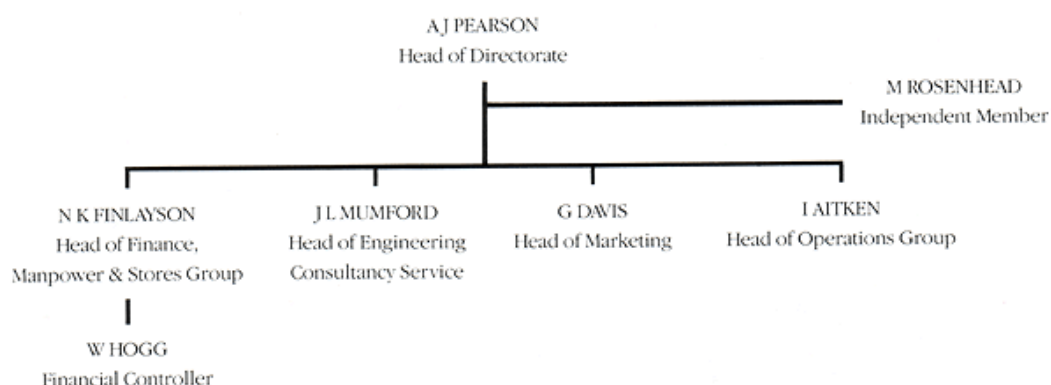 A J PEARSON
Head of Directorate
M ROSENHEAD
Independent Member
N K FINLAYSON
Head of Finance,
Manpower & Stores Group
J L MUMFORD
Head of Engineering
Consultancy Service
G DAVIS
Head of Marketing
I AITKEN
Head of Operations Group
W HOGG
Financial Controller